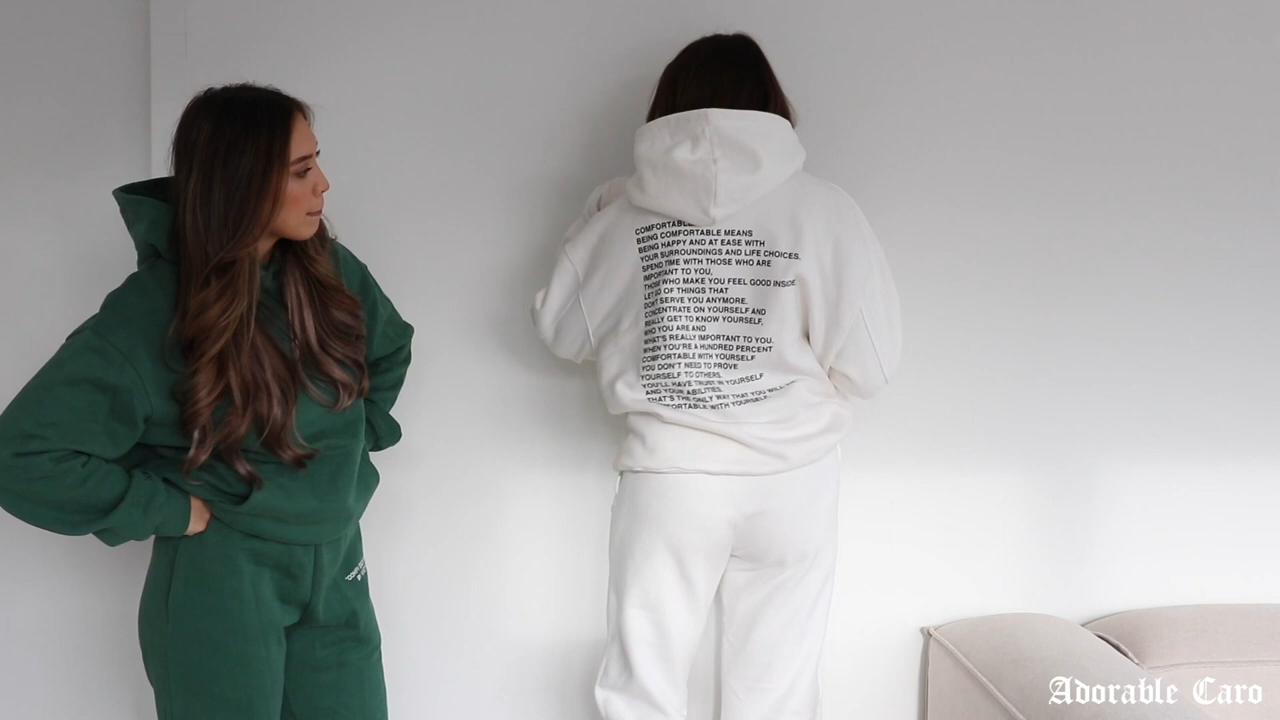 COMFORTABLE
BEING COMFORTABLE MEANS
BEING HAPPY AND AT EASE WITH
YOUR SURROUNDINGS AND LIFE CHOICES.
SPEND TIME WITH THOSE WHO ARE
IMPORTANT TO YOU,
THOSE WHO MAKE YOU FEEL GOOD INSIDE.
LET GO OF THINGS THAT
DON'T SERVE YOU ANYMORE.
CONCENTRATE ON YOURSELF AND
REALLY GET TO KNOW YOURSELF,
WHO YOU ARE AND
WHAT'S REALLY IMPORTANT TO YOU.
WHEN YOU'RE A HUNDRED PERCENT
COMFORTABLE WITH YOURSELF
YOU DON'T NEED TO PROVE
YOURSELF TO OTHERS.
YOU'LL HAVE TRUST IN YOURSELF
AND YOUR ABILITIES.
THAT'S THE ONLY WAY THAT YOU WILL
COMFORTABLE WITH YOURSELF.
Adorable Caro